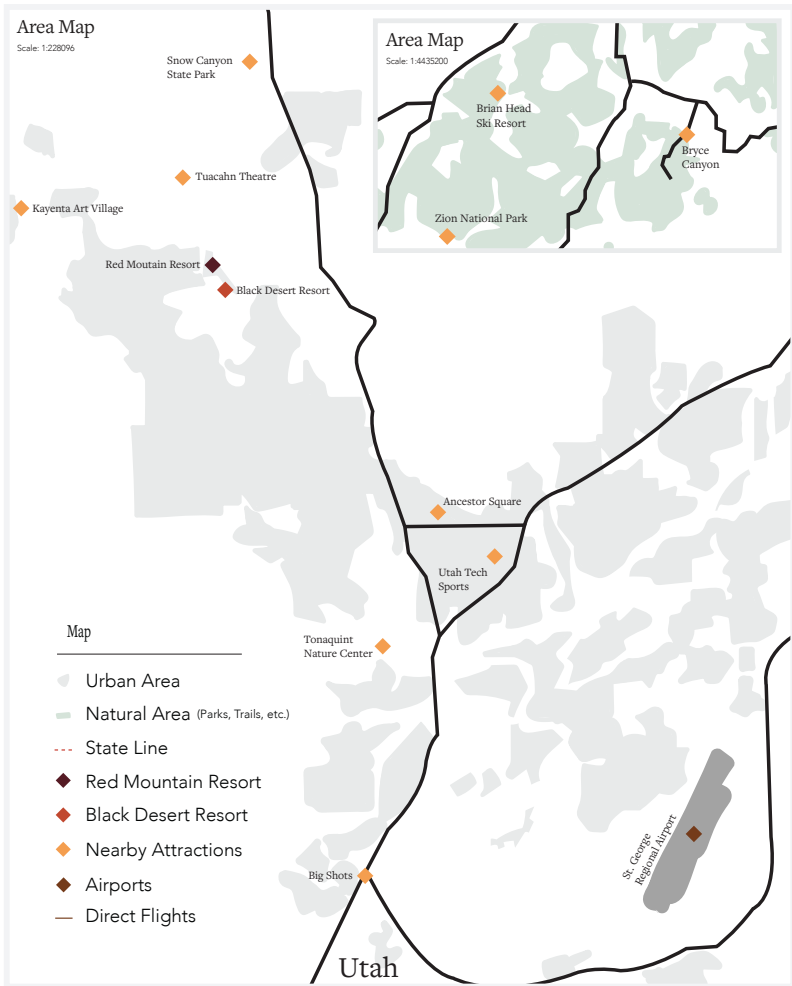 Area Map
Scale: 1:228096
Snow Canyon
State Park
Tuacahn Theatre
Kayenta Art Village
Red Moutain Resort
Black Desert Resort
Area Map
Scale: 1:4435200
Brian Head
Ski Resort
Bryce
Canyon
Zion National Park
Ancestor Square
Utah Tech
Sports
Tonaquint
Nature Center
Big Shots
St. George
Regional Airport
Utah
Map
Urban Area
Natural Area (Parks, Trails, etc.)
State Line
Red Mountain Resort
Black Desert Resort
Nearby Attractions
Airports
Direct Flights